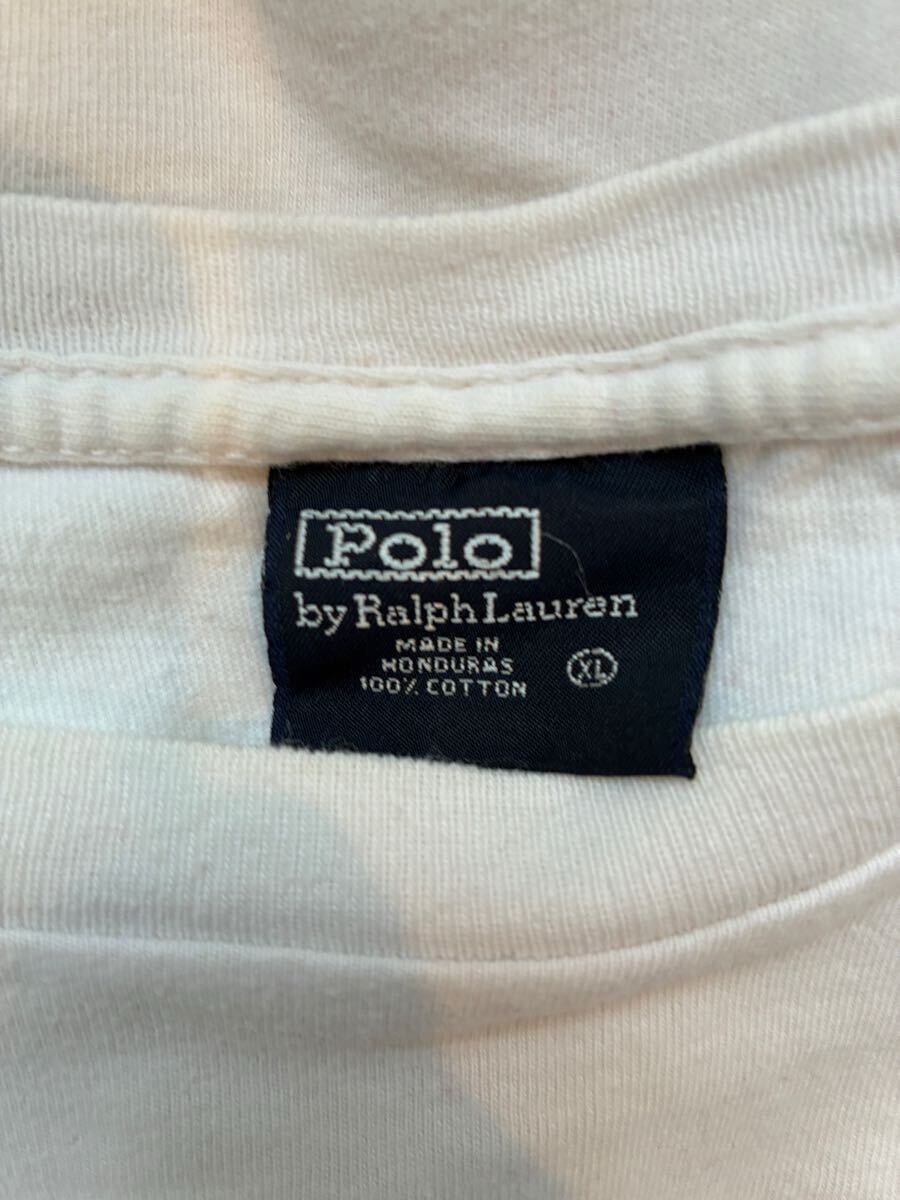 Polo
by Ralph Lauren
MADE IN
HONDURAS
100% COTTON
XL